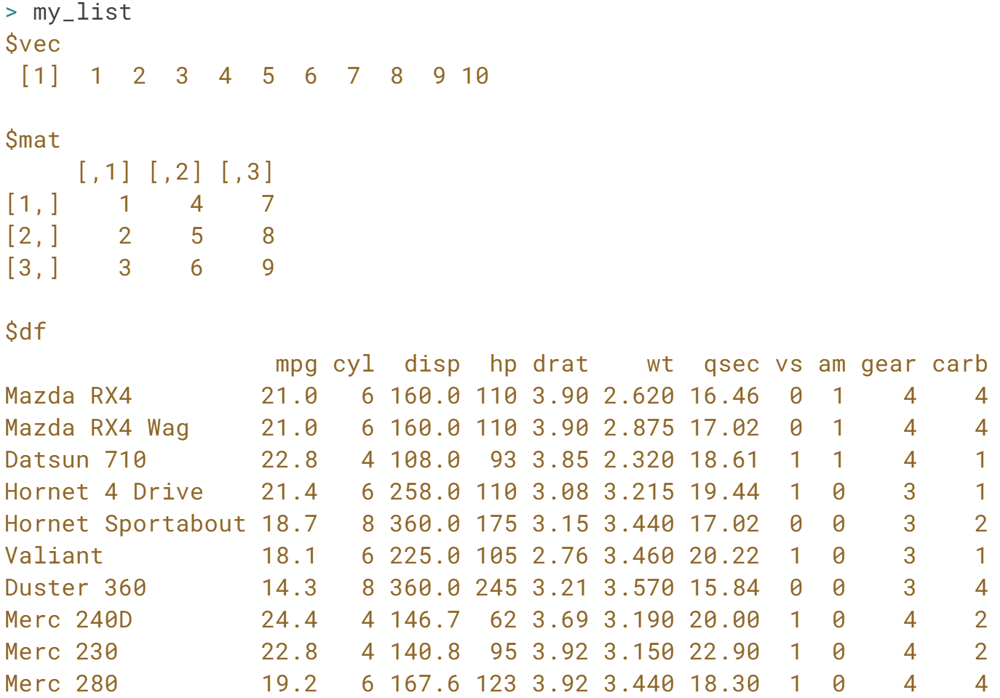 > my_list
$vec
 [1]  1  2  3  4  5  6  7  8  9 10

$mat
     [,1] [,2] [,3]
[1,]    1    4    7
[2,]    2    5    8
[3,]    3    6    9

$df
                   mpg cyl  disp  hp drat    wt  qsec vs am gear carb
Mazda RX4         21.0   6 160.0 110 3.90 2.620 16.46  0  1    4    4
Mazda RX4 Wag     21.0   6 160.0 110 3.90 2.875 17.02  0  1    4    4
Datsun 710        22.8   4 108.0  93 3.85 2.320 18.61  1  1    4    1
Hornet 4 Drive    21.4   6 258.0 110 3.08 3.215 19.44  1  0    3    1
Hornet Sportabout 18.7   8 360.0 175 3.15 3.440 17.02  0  0    3    2
Valiant           18.1   6 225.0 105 2.76 3.460 20.22  1  0    3    1
Duster 360        14.3   8 360.0 245 3.21 3.570 15.84  0  0    3    4
Merc 240D         24.4   4 146.7  62 3.69 3.190 20.00  1  0    4    2
Merc 230          22.8   4 140.8  95 3.92 3.150 22.90  1  0    4    2
Merc 280          19.2   6 167.6 123 3.92 3.440 18.30  1  0    4    4